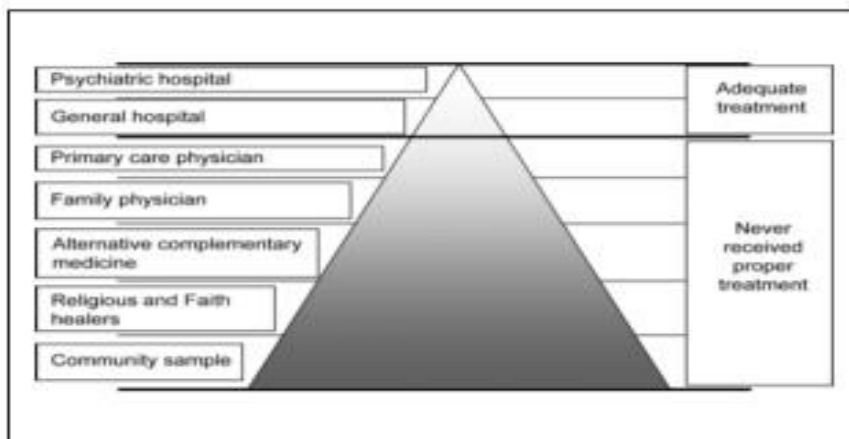 Psychiatric hospital
General hospital
Primary care physician
Family physician
Alternative complementary
medicine
Religious and Faith
healers
Community sample
Adequate
treatment
Never
received
proper
treatment